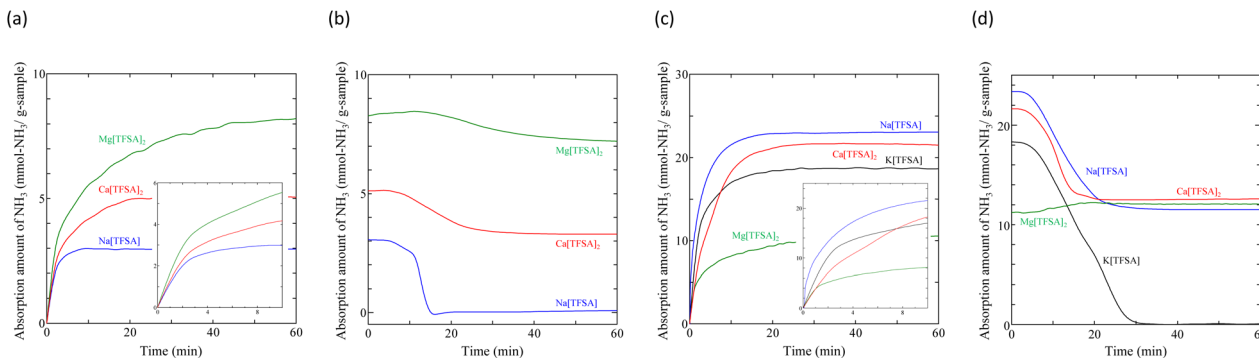 (a)
Absorption amount of NH₃ (mmol-NH₃/ g-sample)
10
5
0
0
20
40
60
Time (min)
Mg[TFSA]₂
Ca[TFSA]₂
Na[TFSA]
6
4
2
0
0
4
8
(b)
Absorption amount of NH₃ (mmol-NH₃/ g-sample)
10
5
0
0
20
40
60
Time (min)
Mg[TFSA]₂
Ca[TFSA]₂
Na[TFSA]
(c)
Absorption amount of NH₃ (mmol-NH₃/ g-sample)
30
20
10
0
0
20
40
60
Time (min)
Na[TFSA]
Ca[TFSA]₂
K[TFSA]
Mg[TFSA]₂
20
10
0
0
4
8
(d)
Absorption amount of NH₃ (mmol-NH₃/ g-sample)
20
10
0
0
20
40
60
Time (min)
Na[TFSA]
Ca[TFSA]₂
Mg[TFSA]₂
K[TFSA]